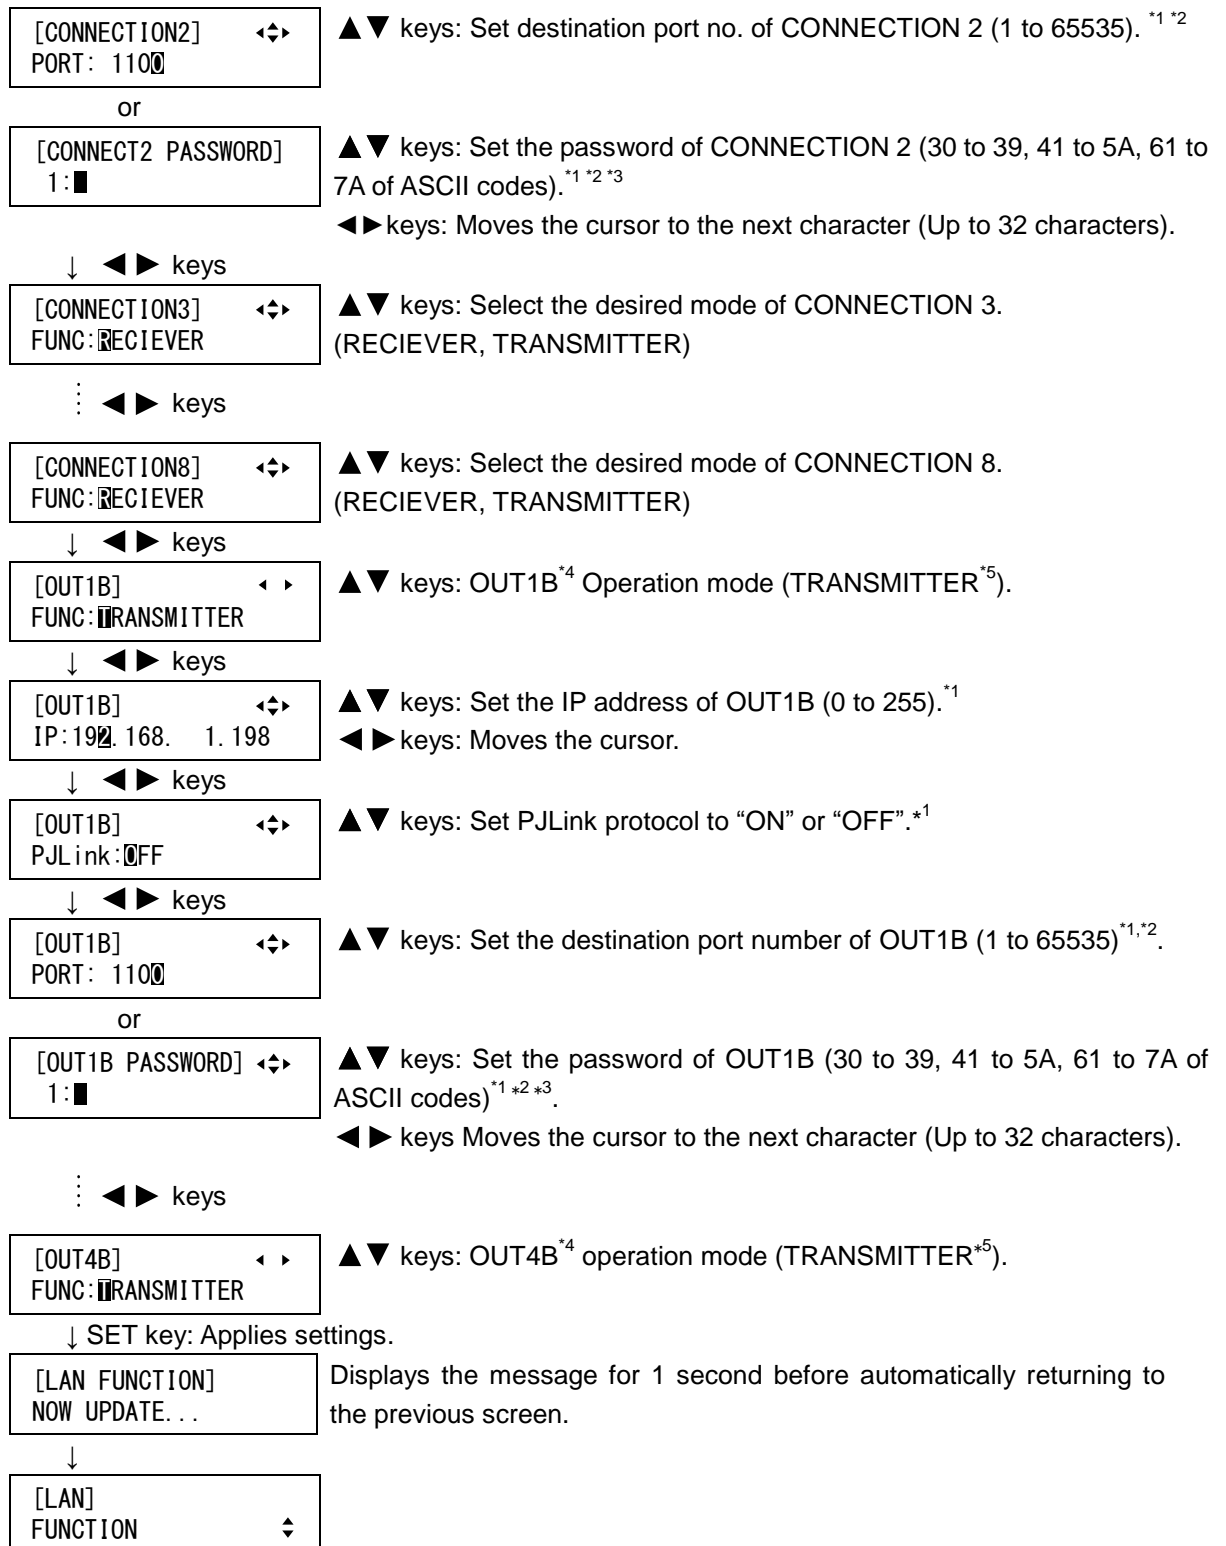 [CONNECTION2] ◂♦▸
PORT: 1100
▲▼ keys: Set destination port no. of CONNECTION 2 (1 to 65535). *1 *2
or
[CONNECT2 PASSWORD]
1:■
▲▼ keys: Set the password of CONNECTION 2 (30 to 39, 41 to 5A, 61 to
7A of ASCII codes).*1 *2 *3
◀▶keys: Moves the cursor to the next character (Up to 32 characters).
↓ ◀▶ keys
[CONNECTION3] ◂♦▸
FUNC:RECIEVER
▲▼ keys: Select the desired mode of CONNECTION 3.
(RECIEVER, TRANSMITTER)
⋮ ◀▶ keys
[CONNECTION8] ◂♦▸
FUNC:RECIEVER
▲▼ keys: Select the desired mode of CONNECTION 8.
(RECIEVER, TRANSMITTER)
↓ ◀▶ keys
[OUT1B] ◂ ▸
FUNC:TRANSMITTER
▲▼ keys: OUT1B*4 Operation mode (TRANSMITTER*5).
↓ ◀▶ keys
[OUT1B] ◂♦▸
IP:192.168. 1.198
▲▼ keys: Set the IP address of OUT1B (0 to 255).*1
◀▶keys: Moves the cursor.
↓ ◀▶ keys
[OUT1B] ◂♦▸
PJLink:OFF
▲▼ keys: Set PJLink protocol to “ON” or “OFF”.*1
↓ ◀▶ keys
[OUT1B] ◂♦▸
PORT: 1100
▲▼ keys: Set the destination port number of OUT1B (1 to 65535)*1,*2.
or
[OUT1B PASSWORD] ◂♦▸
1:■
▲▼ keys: Set the password of OUT1B (30 to 39, 41 to 5A, 61 to 7A of
ASCII codes)*1 *2 *3.
◀▶ keys Moves the cursor to the next character (Up to 32 characters).
⋮ ◀▶ keys
[OUT4B] ◂ ▸
FUNC:TRANSMITTER
▲▼ keys: OUT4B*4 operation mode (TRANSMITTER*5).
↓ SET key: Applies settings.
[LAN FUNCTION]
NOW UPDATE...
Displays the message for 1 second before automatically returning to
the previous screen.
↓
[LAN]
FUNCTION ♦